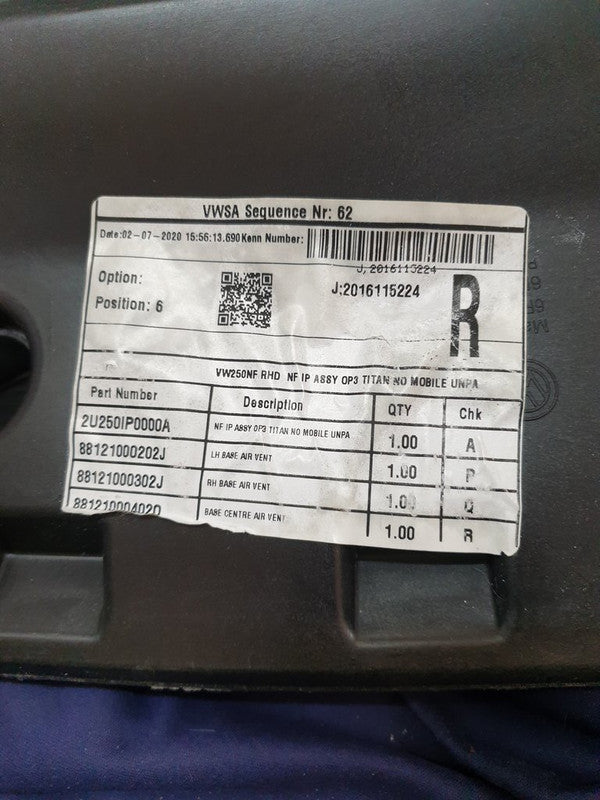 VWSA Sequence Nr: 62
Date:02-07-2020 15:56:13.690 Kenn Number:
J, 2016115224
Option:
J:2016115224
Position: 6
R
VW250NF RHD NF IP ASSY OP3 TITAN NO MOBILE UNPA
Part Number Description QTY Chk
2U250IP0000A NF IP ASSY OP3 TITAN NO MOBILE UNPA 1.00 A
88121000202J LH BASE AIR VENT 1.00 P
88121000302J RH BASE AIR VENT 1.00 Q
88121000402D BASE CENTRE AIR VENT 1.00 R